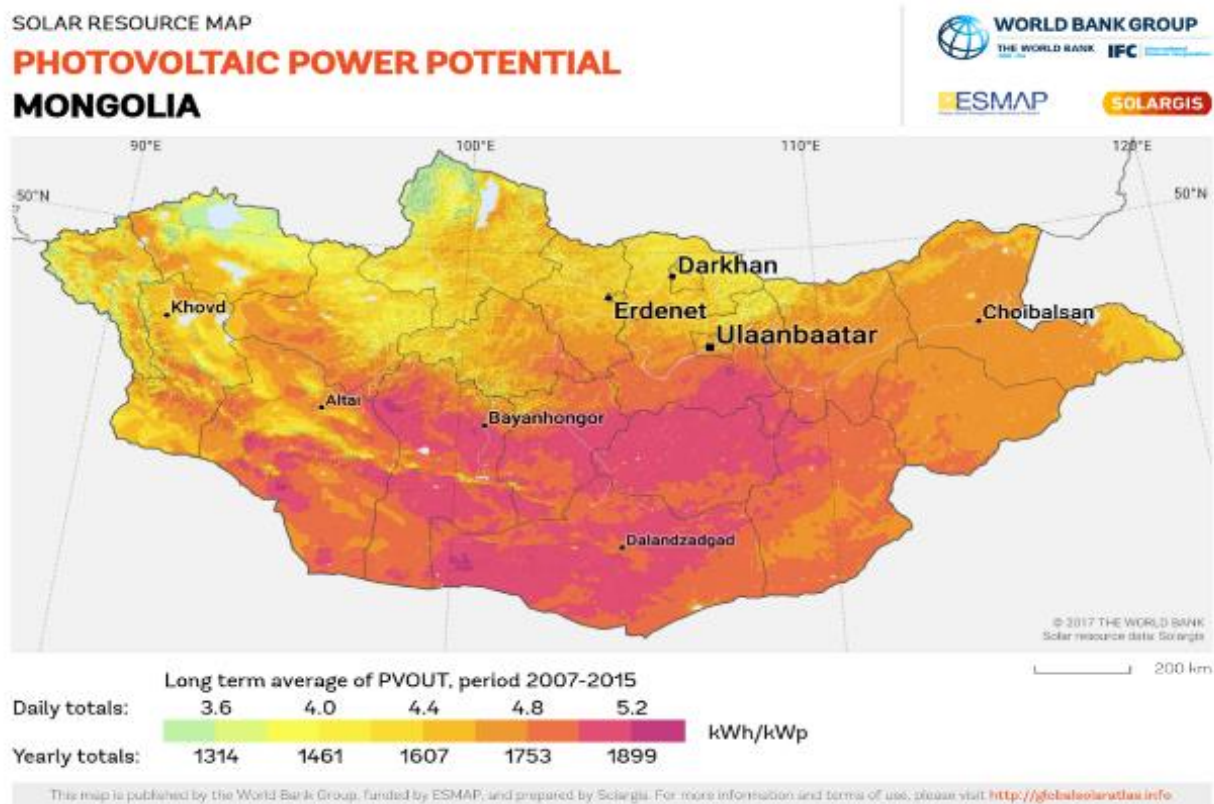 SOLAR RESOURCE MAP
PHOTOVOLTAIC POWER POTENTIAL
MONGOLIA
WORLD BANK GROUP
THE WORLD BANK IFC International
ESMAP SOLARGIS
90°E 100°E 110°E 120°E
50°N 50°N
Darkhan
Khovd Erdenet Choibalsan
Ulaanbaatar
Altai
Bayanhongor
Dalandzadgad
© 2017 THE WORLD BANK
Solar resource data: Solargis
200 km
Long term average of PVOUT, period 2007-2015
Daily totals: 3.6 4.0 4.4 4.8 5.2
kWh/kWp
Yearly totals: 1314 1461 1607 1753 1899
This map is published by the World Bank Group, funded by ESMAP, and prepared by Solargis. For more information and terms of use, please visit http://globalsolaratlas.info